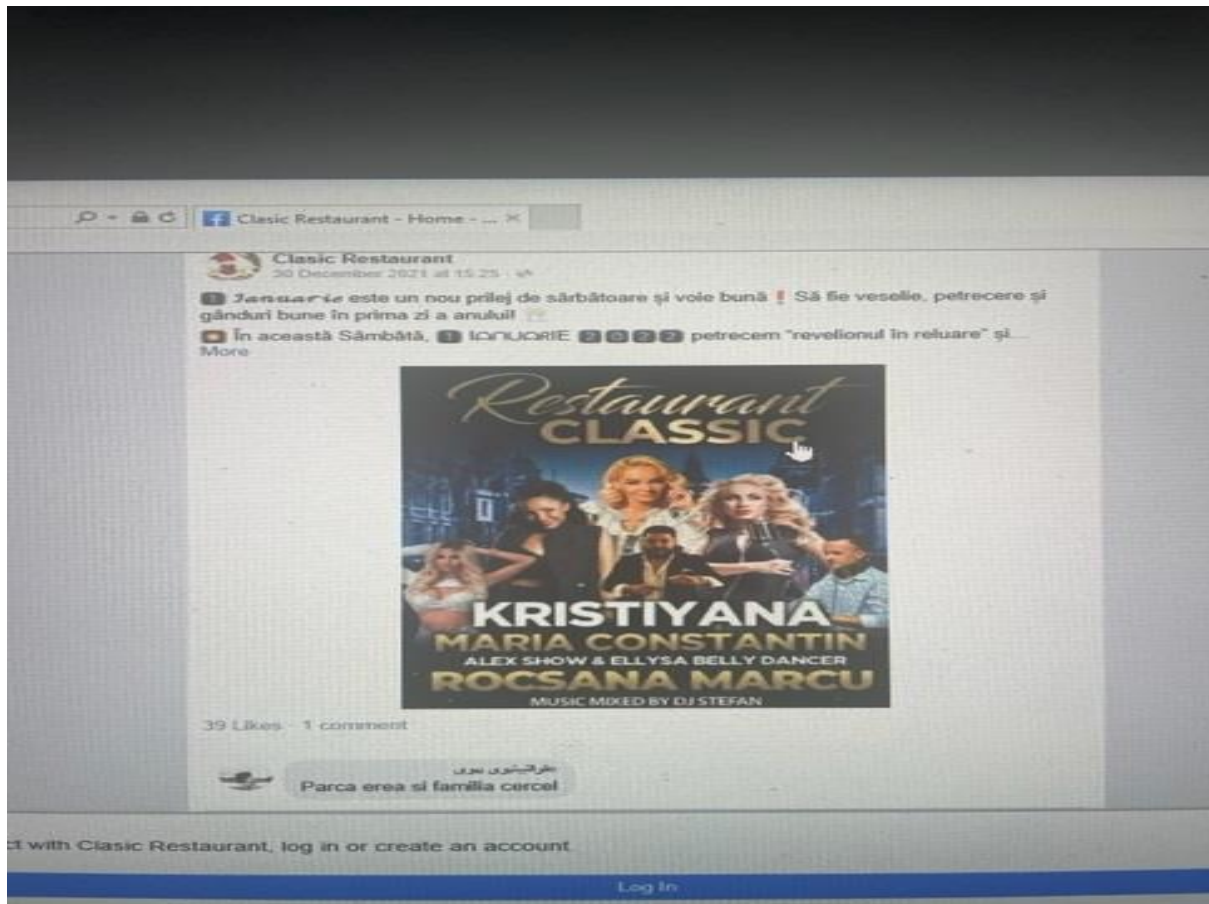 Clasic Restaurant - Home - ...
Clasic Restaurant
30 December 2021 at 15:25
1 Januarie este un nou prilej de sărbătoare și voie bună ! Să fie veselie, petrecere și
gânduri bune în prima zi a anului!
În această Sâmbătă, 1 IANUARIE 2022 petrecem "revelionul în reluare" și...
More
Restaurant
CLASSIC
KRISTIYANA
MARIA CONSTANTIN
ALEX SHOW & ELLYSA BELLY DANCER
ROCSANA MARCU
MUSIC MIXED BY DJ STEFAN
39 Likes · 1 comment
Parca erea si familia cercel
ct with Clasic Restaurant, log in or create an account
Log In